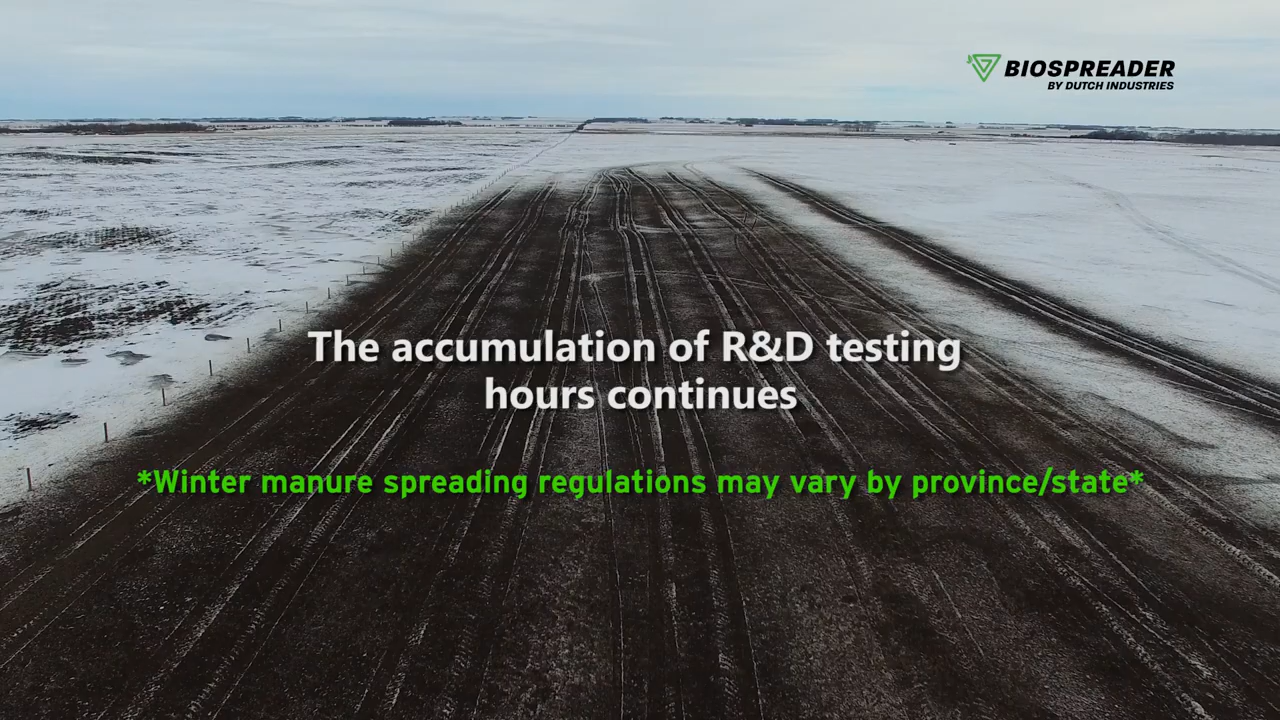 BIOSPREADER
BY DUTCH INDUSTRIES
The accumulation of R&D testing
hours continues
*Winter manure spreading regulations may vary by province/state*